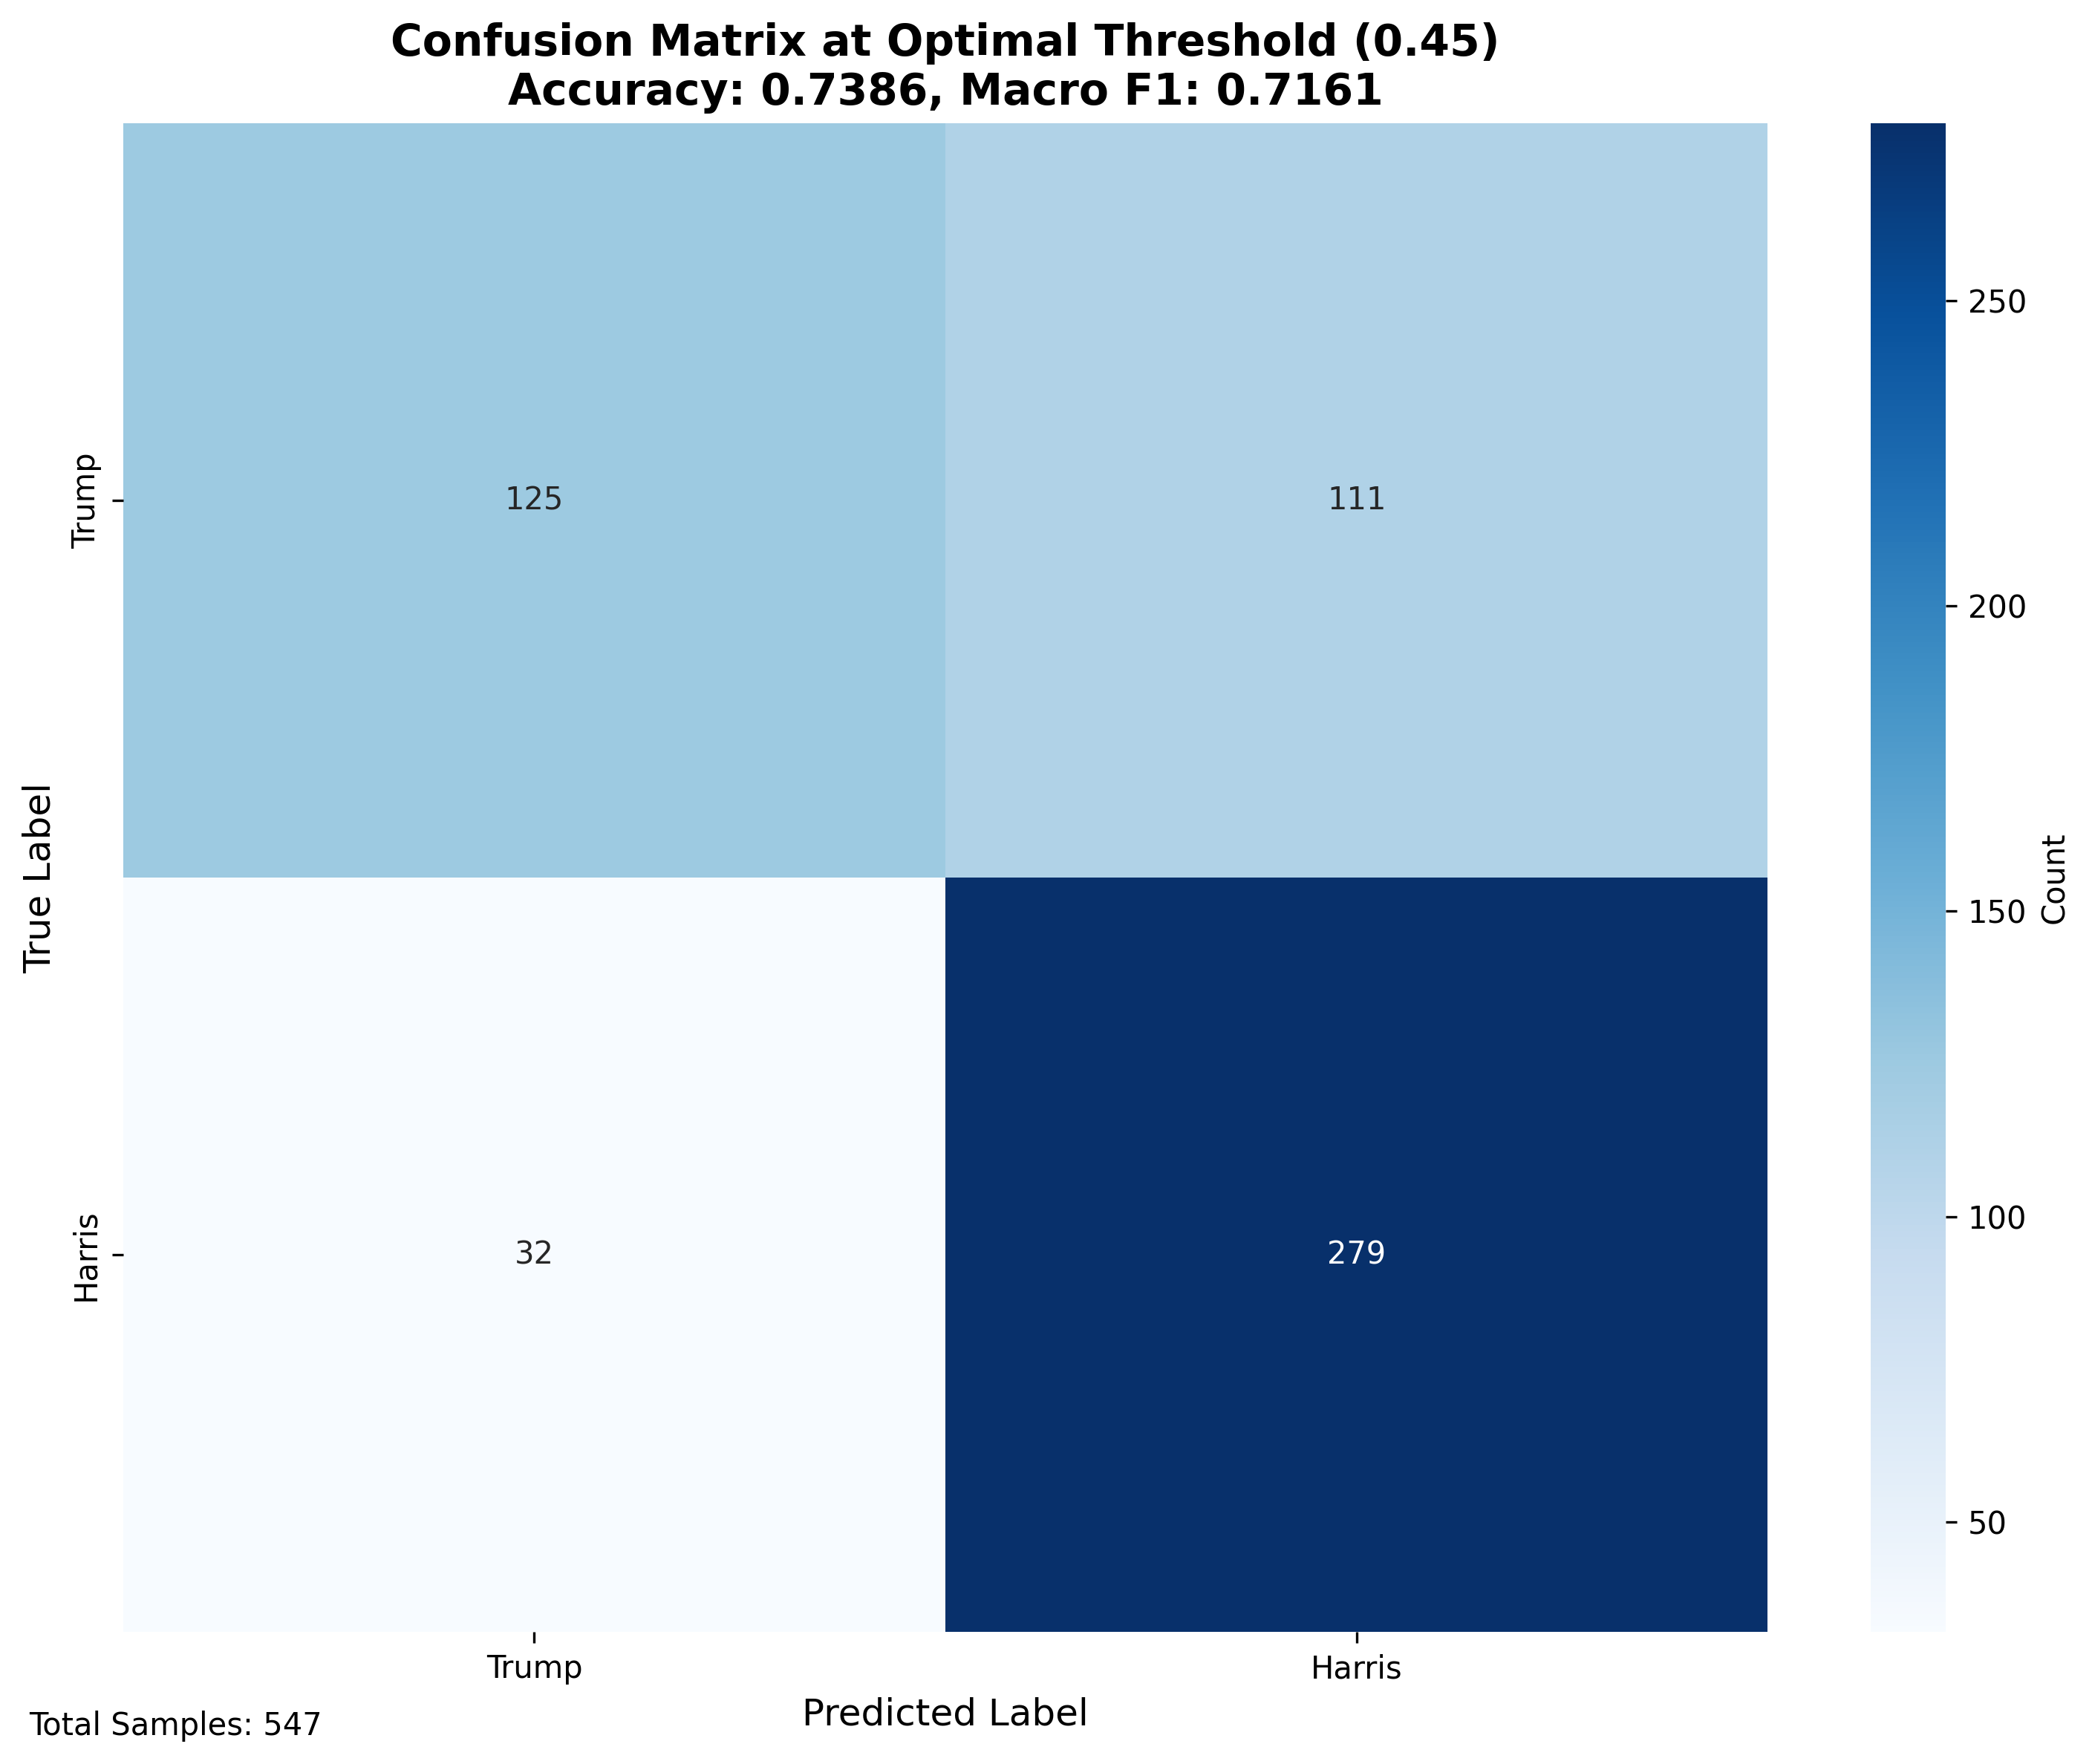 Confusion Matrix at Optimal Threshold (0.45)
Accuracy: 0.7386, Macro F1: 0.7161
True Label
Trump
125
111
Harris
32
279
Trump
Harris
Predicted Label
Total Samples: 547
250
200
150
100
50
Count